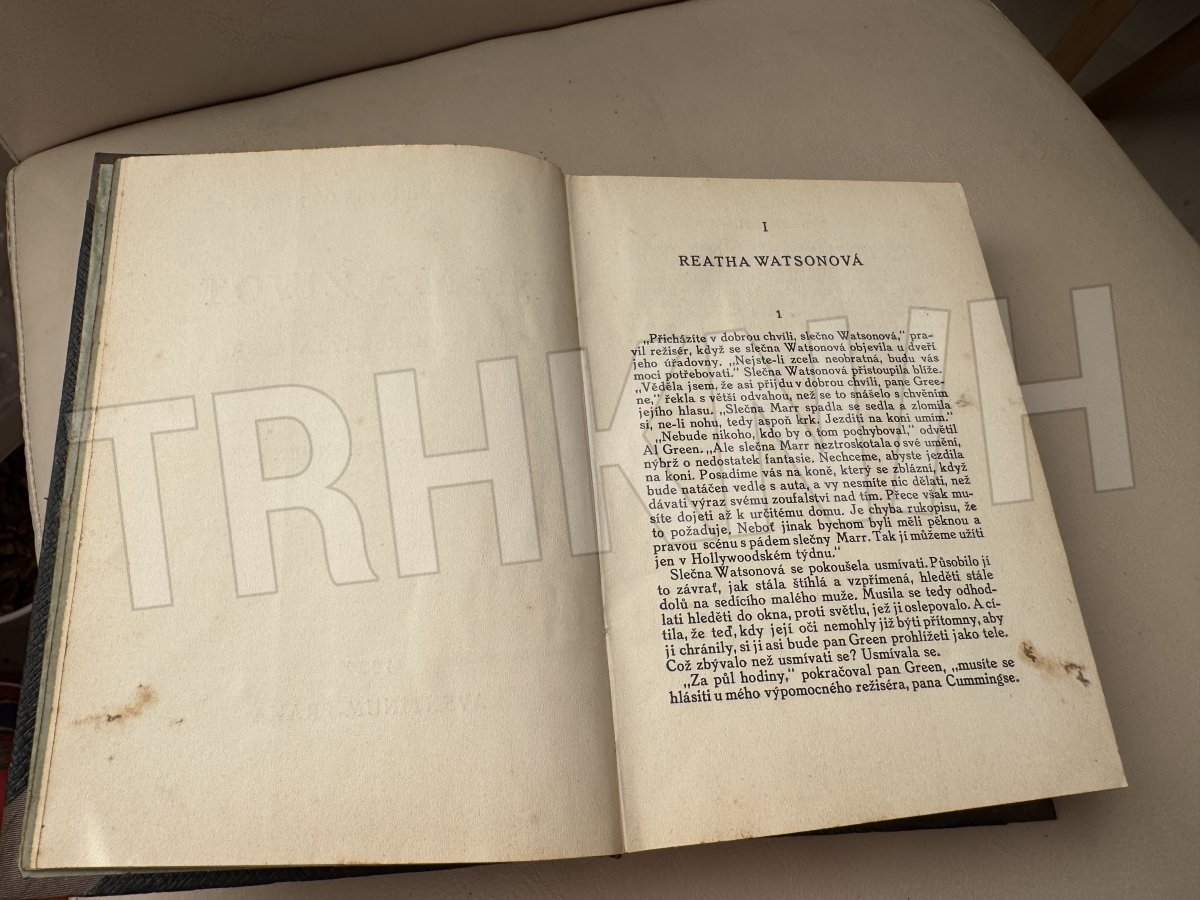 I
REATHA WATSONOVÁ
1
„Přicházíte v dobrou chvíli, slečno Watsonová,“ pra-
vil režisér, když se slečna Watsonová objevila u dveří
jeho úřadovny. „Nejste-li zcela neobratná, budu vás
moci potřebovati.“ Slečna Watsonová přistoupila blíže.
„Věděla jsem, že asi přijdu v dobrou chvíli, pane Gree-
ne,“ řekla s větší odvahou, než se to snášelo s chvěním
jejího hlasu. „Slečna Marr spadla se sedla a zlomila
si, ne-li nohu, tedy aspoň krk. Jezditi na koni umím.“
„Nebude nikoho, kdo by o tom pochyboval,“ odvětil
Al Green. „Ale slečna Marr neztroskotala o své umění,
nýbrž o nedostatek fantasie. Nechceme, abyste jezdila
na koni. Posadíme vás na koně, který se zblázní, když
bude natáčen vedle s auta, a vy nesmíte nic dělati, než
dávati výraz svému zoufalství nad tím. Přece však mu-
síte dojeti až k určitému domu. Je chyba rukopisu, že
to požaduje. Neboť jinak bychom byli měli pěknou a
pravou scénu s pádem slečny Marr. Tak jí můžeme užíti
jen v Hollywoodském týdnu.“
Slečna Watsonová se pokoušela usmívati. Působilo jí
to závrať, jak stála štíhlá a vzpřímená, hleděti stále
dolů na sedícího malého muže. Musila se tedy odhod-
lati hleděti do okna, proti světlu, jež ji oslepovalo. A cí-
tila, že teď, kdy její oči nemohly již býti přítomny, aby
ji chránily, si ji asi bude pan Green prohlížeti jako tele.
Což zbývalo než usmívati se? Usmívala se.
„Za půl hodiny,“ pokračoval pan Green, „musíte se
hlásiti u mého výpomocného režiséra, pana Cummingse.
TRHKNIH